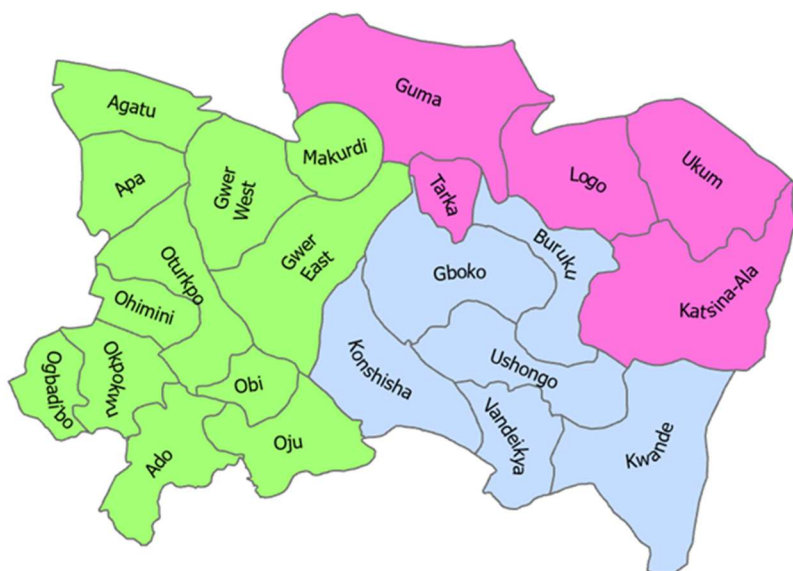 Guma
Agatu
Makurdi
Ukum
Logo
Apa
Tarka
Gwer
West
Buruku
Gwer
East
Oturkpo
Gboko
Katsina-Ala
Ohimini
Konshisha
Ushongo
Okpokwu
Ogbadibo
Obi
Vandeikya
Oju
Kwande
Ado